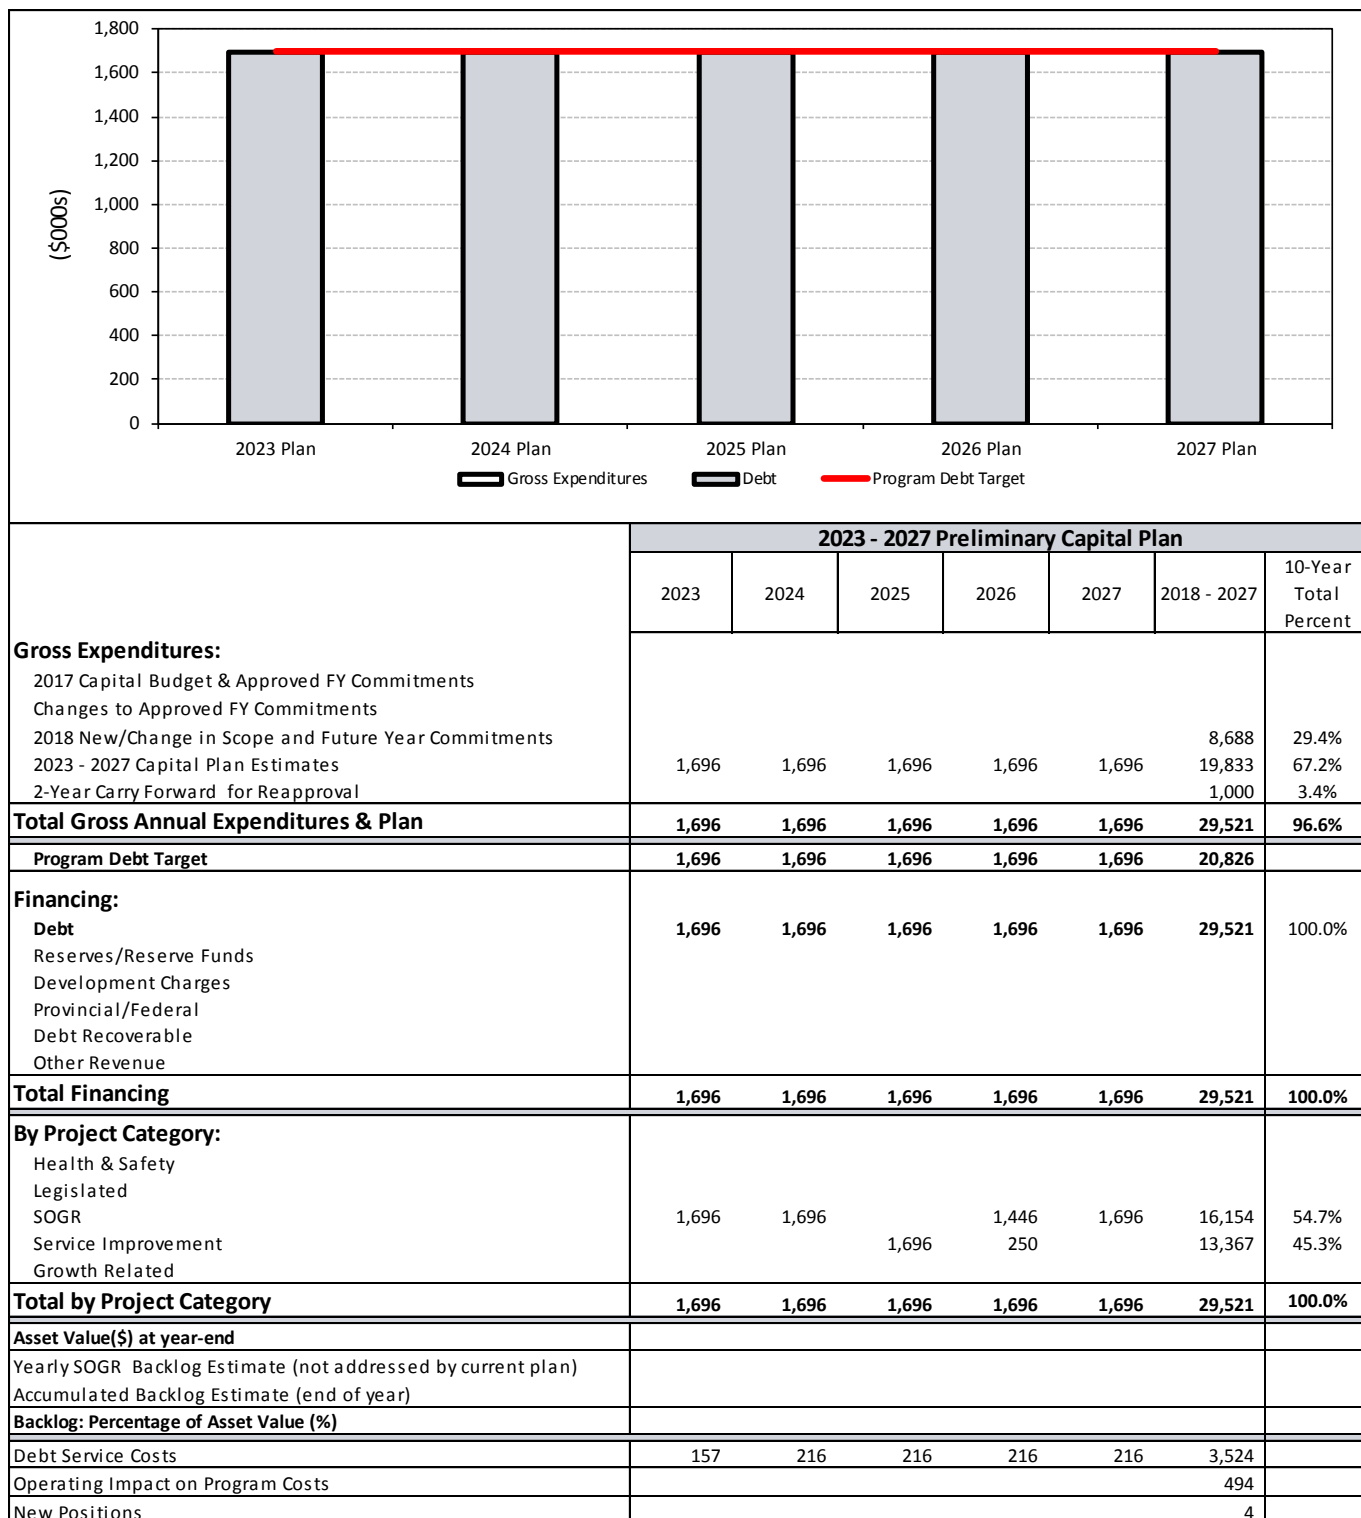 1,800
1,600
1,400
1,200
1,000
800
600
400
200
0
($000s)
2023 Plan 2024 Plan 2025 Plan 2026 Plan 2027 Plan
Gross Expenditures Debt Program Debt Target
2023 - 2027 Preliminary Capital Plan
2023 2024 2025 2026 2027 2018 - 2027 10-Year Total Percent
Gross Expenditures:
2017 Capital Budget & Approved FY Commitments
Changes to Approved FY Commitments
2018 New/Change in Scope and Future Year Commitments 8,688 29.4%
2023 - 2027 Capital Plan Estimates 1,696 1,696 1,696 1,696 1,696 19,833 67.2%
2-Year Carry Forward for Reapproval 1,000 3.4%
Total Gross Annual Expenditures & Plan 1,696 1,696 1,696 1,696 1,696 29,521 96.6%
Program Debt Target 1,696 1,696 1,696 1,696 1,696 20,826
Financing:
Debt 1,696 1,696 1,696 1,696 1,696 29,521 100.0%
Reserves/Reserve Funds
Development Charges
Provincial/Federal
Debt Recoverable
Other Revenue
Total Financing 1,696 1,696 1,696 1,696 1,696 29,521 100.0%
By Project Category:
Health & Safety
Legislated
SOGR 1,696 1,696 1,446 1,696 16,154 54.7%
Service Improvement 1,696 250 13,367 45.3%
Growth Related
Total by Project Category 1,696 1,696 1,696 1,696 1,696 29,521 100.0%
Asset Value($) at year-end
Yearly SOGR Backlog Estimate (not addressed by current plan)
Accumulated Backlog Estimate (end of year)
Backlog: Percentage of Asset Value (%)
Debt Service Costs 157 216 216 216 216 3,524
Operating Impact on Program Costs 494
New Positions 4